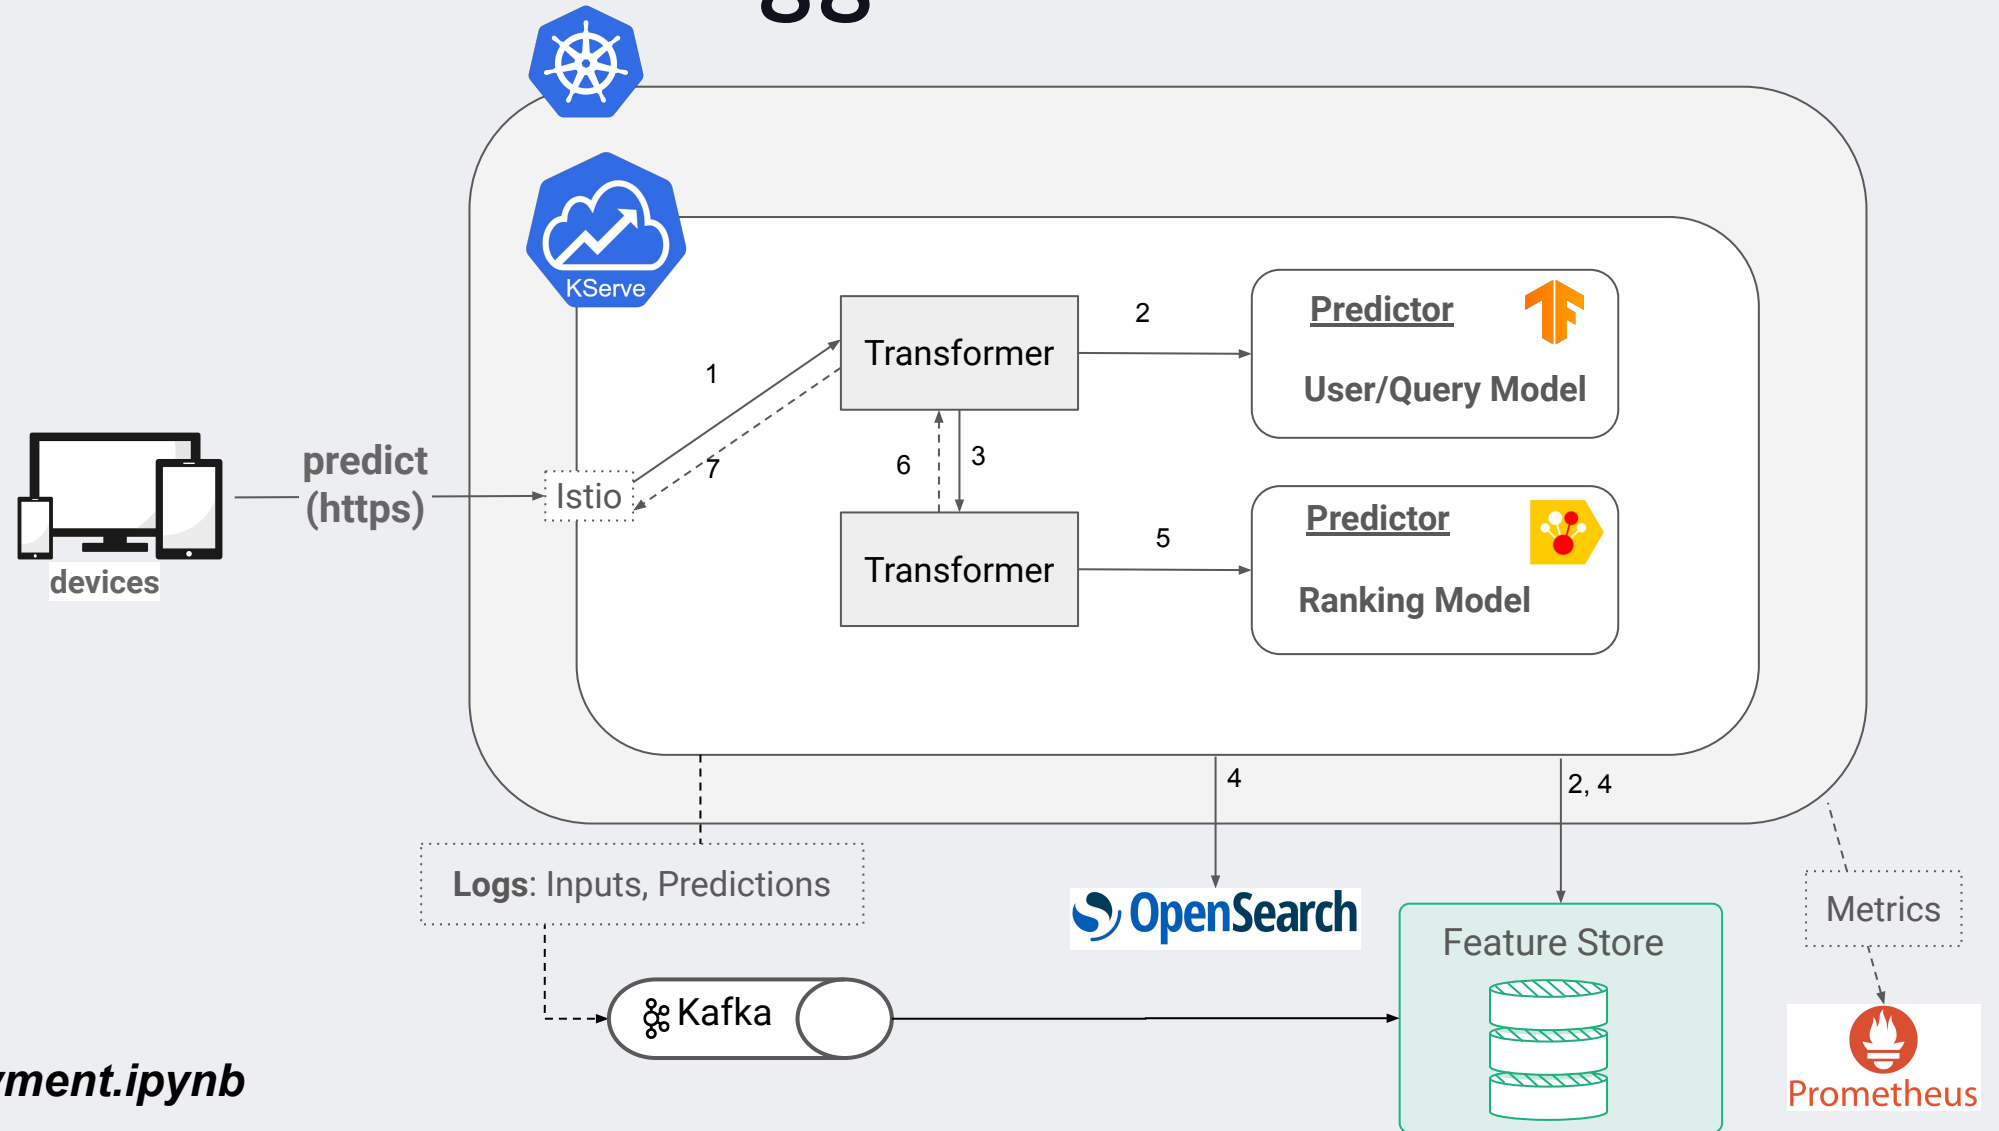 KServe
Transformer
2
Predictor
User/Query Model
1
7
6
3
predict
(https)
Istio
devices
Transformer
5
Predictor
Ranking Model
4
2, 4
Logs: Inputs, Predictions
OpenSearch
Feature Store
Metrics
Kafka
Prometheus
ment.ipynb